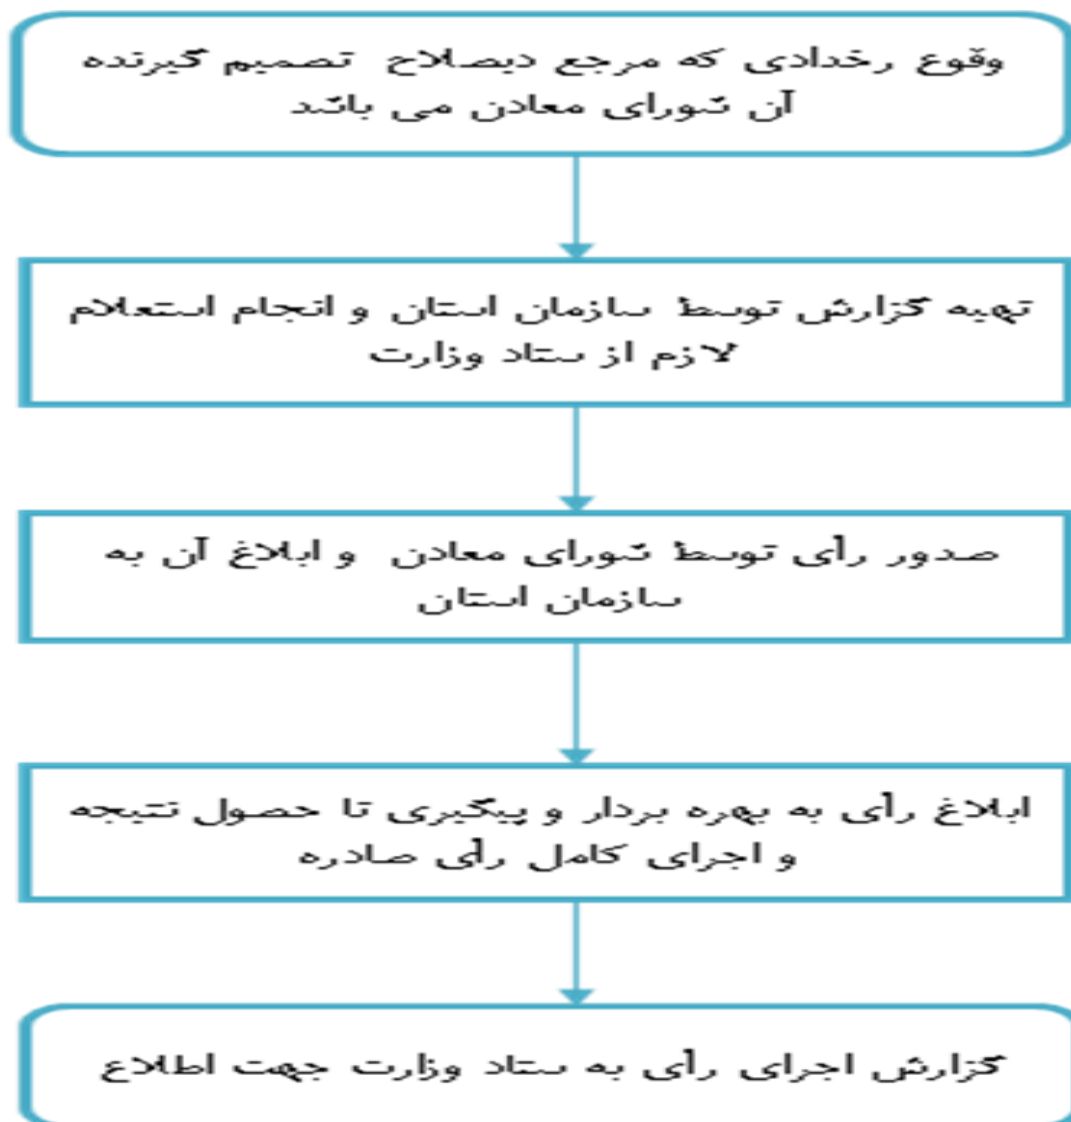 وقوع رخدادی که مرجع ذیصلاح تصمیم گیرنده
آن شورای معادن می باشد
تهیه گزارش توسط سازمان استان و انجام استعلام
لازم از ستاد وزارت
صدور رأی توسط شورای معادن و ابلاغ آن به
سازمان استان
ابلاغ رأی به بهره بردار و پیگیری تا حصول نتیجه
و اجرای کامل رأی صادره
گزارش اجرای رأی به ستاد وزارت جهت اطلاع